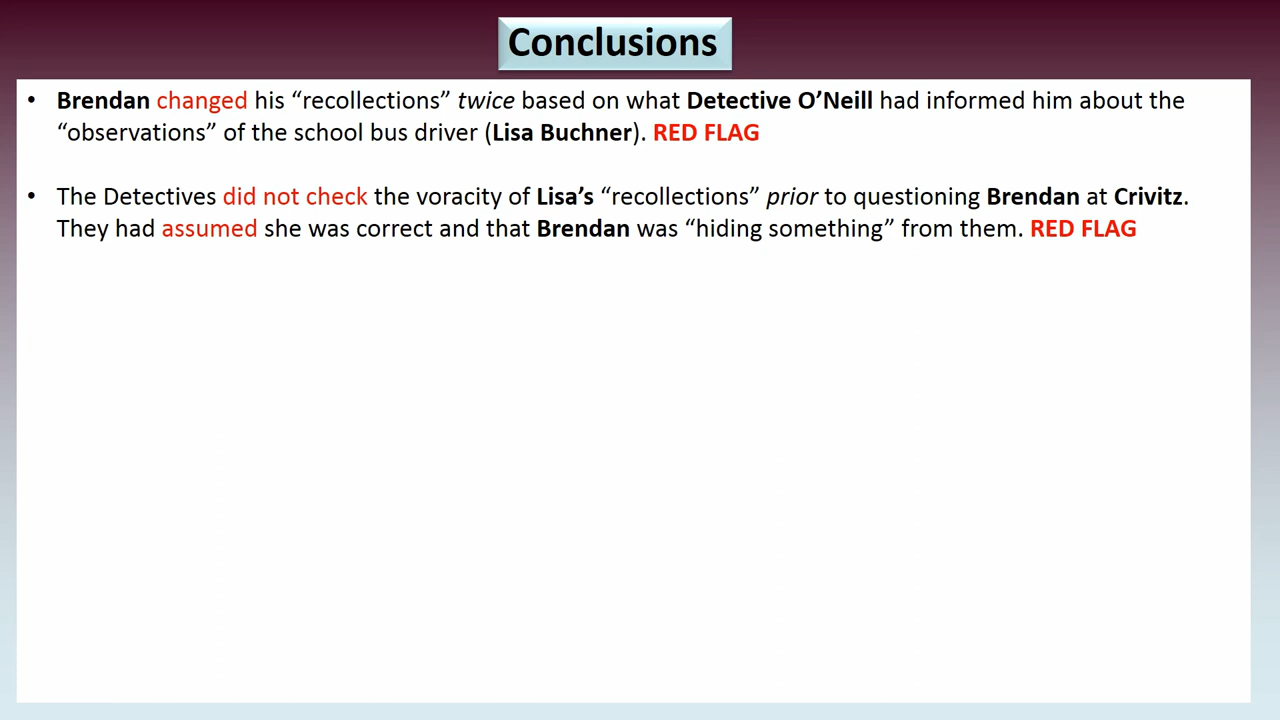 Conclusions
• Brendan changed his “recollections” twice based on what Detective O’Neill had informed him about the
“observations” of the school bus driver (Lisa Buchner). RED FLAG
• The Detectives did not check the voracity of Lisa’s “recollections” prior to questioning Brendan at Crivitz.
They had assumed she was correct and that Brendan was “hiding something” from them. RED FLAG